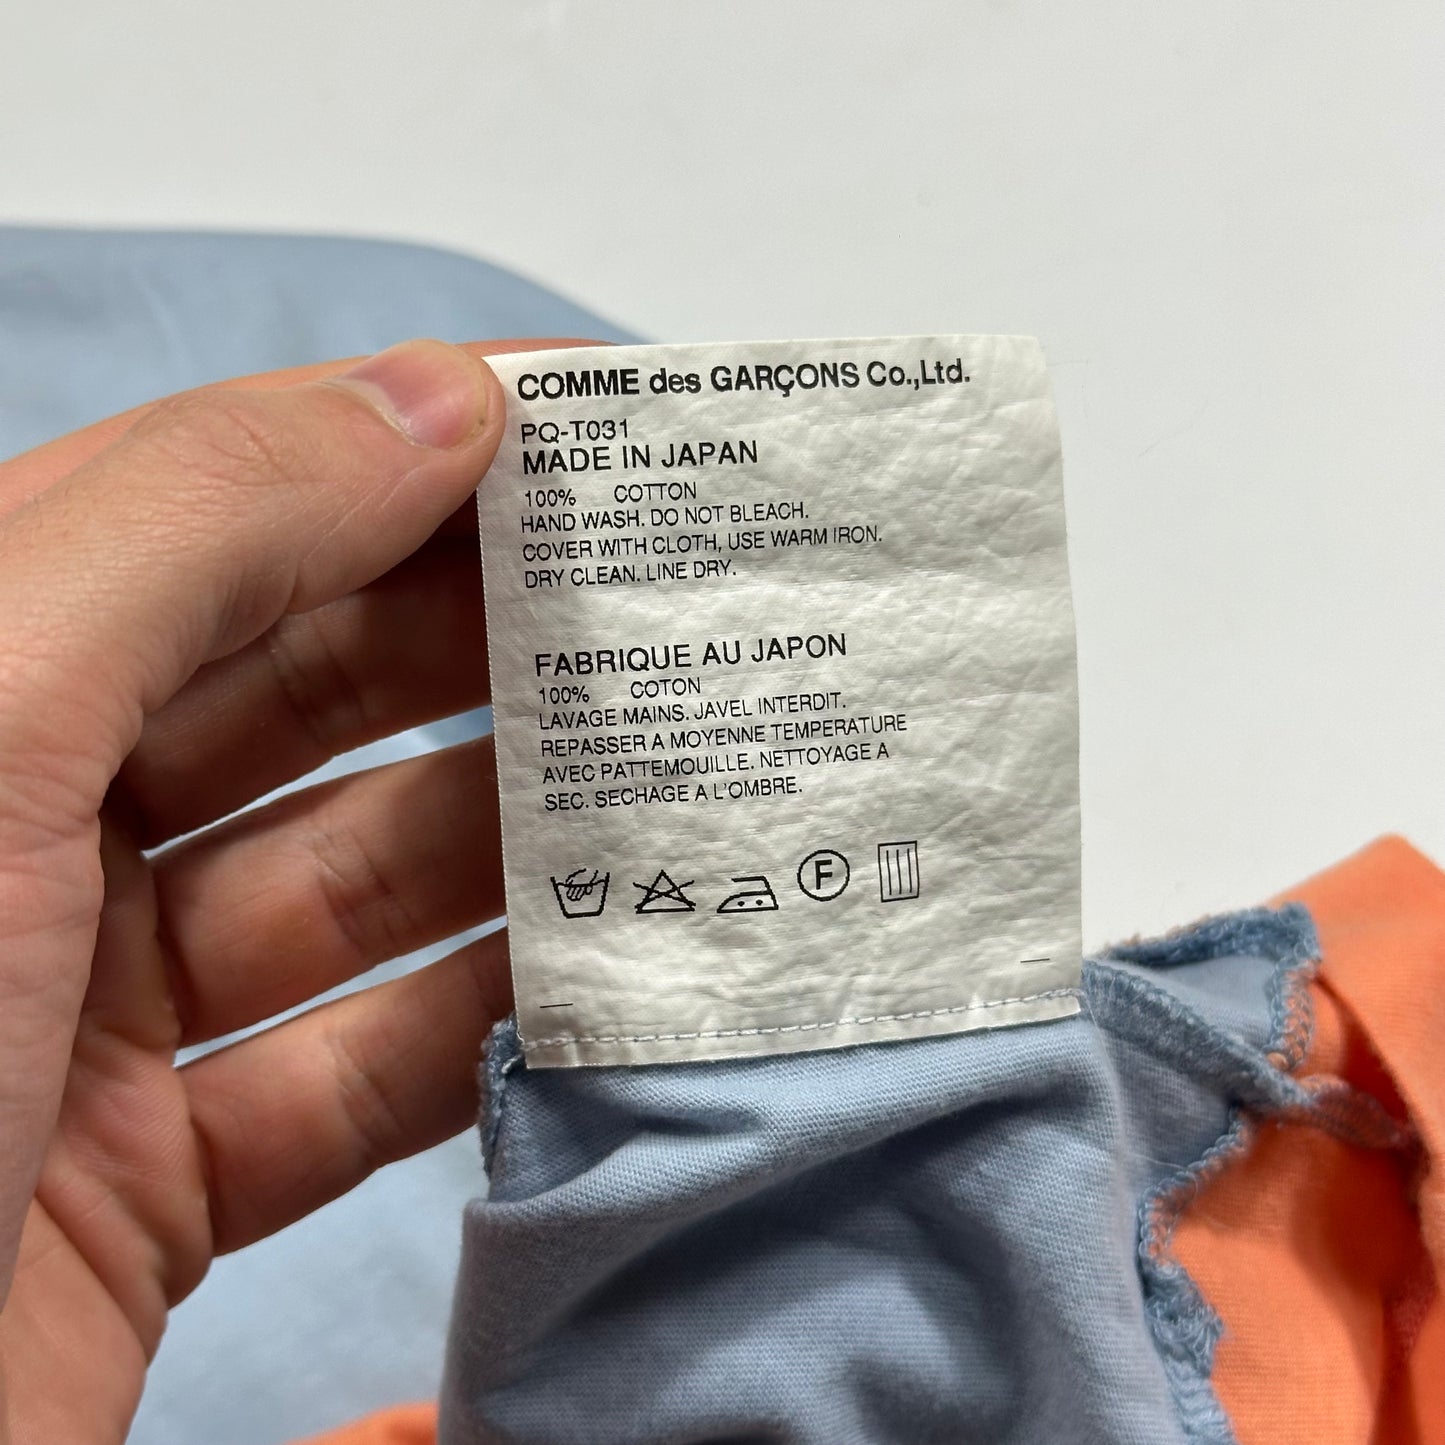 COMME des GARÇONS Co.,Ltd.
PQ-T031
MADE IN JAPAN
100% COTTON
HAND WASH. DO NOT BLEACH.
COVER WITH CLOTH, USE WARM IRON.
DRY CLEAN. LINE DRY.
FABRIQUE AU JAPON
100% COTON
LAVAGE MAINS. JAVEL INTERDIT.
REPASSER A MOYENNE TEMPERATURE
AVEC PATTEMOUILLE. NETTOYAGE A
SEC. SECHAGE A L'OMBRE.
F